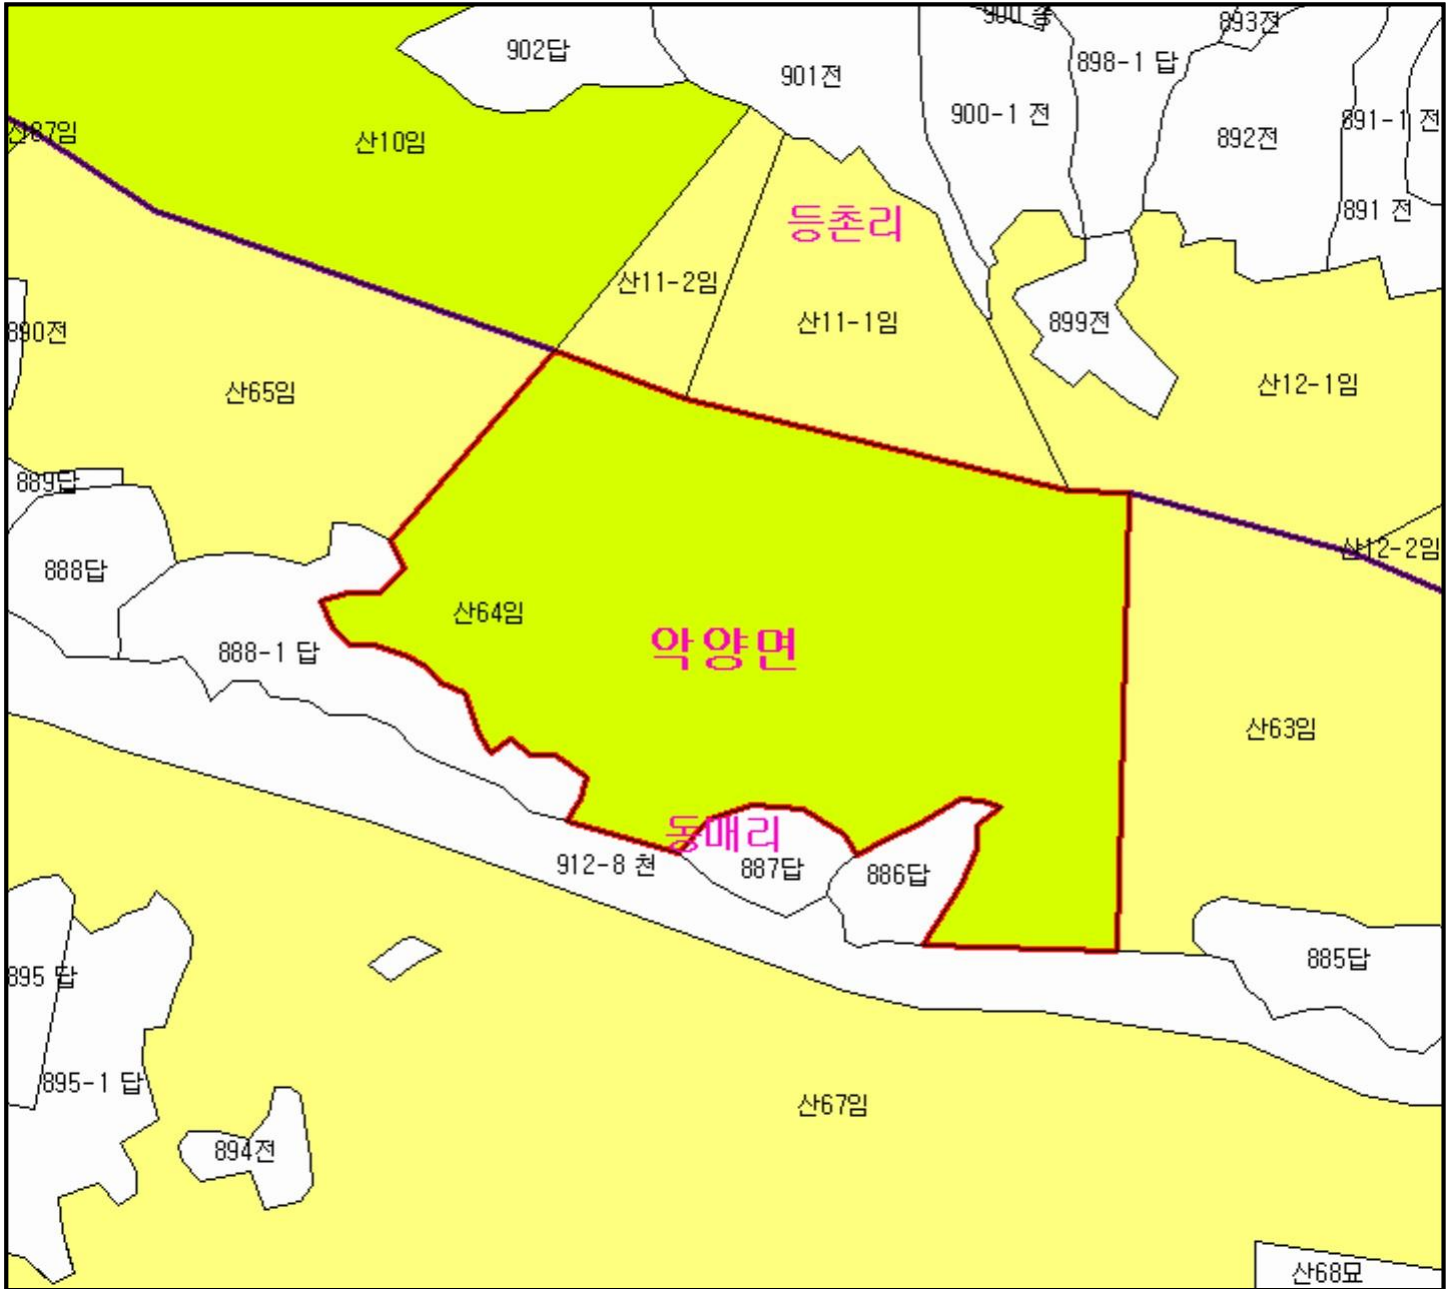 893전
902답
898-1 답
901전
900-1 전
891-1 전
산87임
산10임
892전
891 전
등촌리
산11-2임
산11-1임
899전
890전
산65임
산12-1임
889답
산12-2임
888답
산64임
악양면
888-1 답
산63임
동매리
912-8 천
887답
886답
885답
895 답
895-1 답
산67임
894전
산68묘